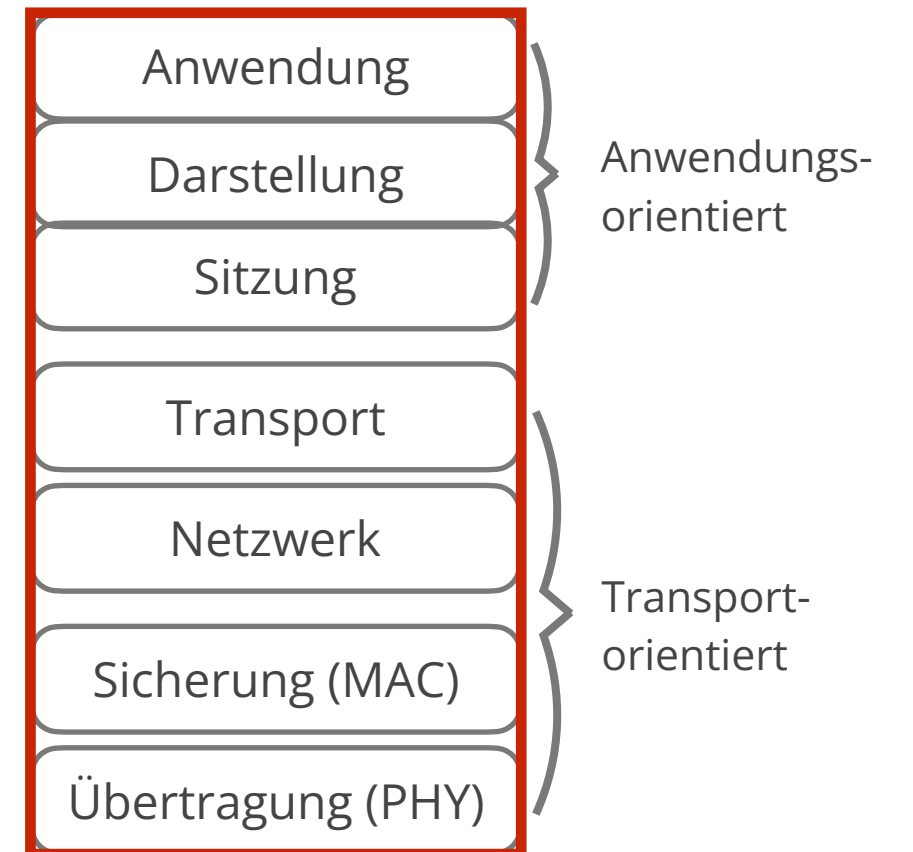 Anwendung
Darstellung
Sitzung
Anwendungs-
orientiert
Transport
Netzwerk
Sicherung (MAC)
Übertragung (PHY)
Transport-
orientiert